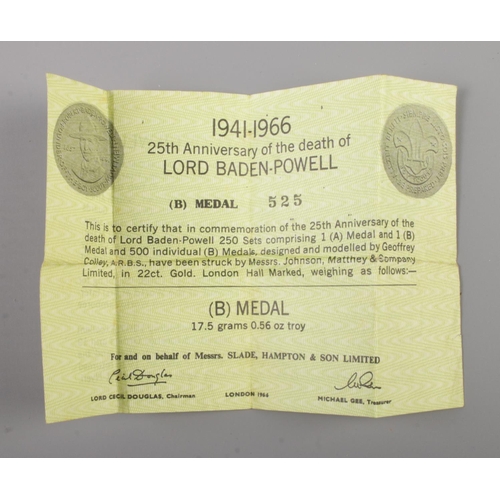 1941-1966
25th Anniversary of the death of
LORD BADEN-POWELL
(B) MEDAL 525
This is to certify that in commemoration of the 25th Anniversary of the
death of Lord Baden-Powell 250 Sets comprising 1 (A) Medal and 1 (B)
Medal and 500 individual (B) Medals, designed and modelled by Geoffrey
Colley, A.R.B.S., have been struck by Messrs. Johnson, Matthey & Company
Limited, in 22ct. Gold. London Hall Marked, weighing as follows:—
(B) MEDAL
17.5 grams 0.56 oz troy
For and on behalf of Messrs. SLADE, HAMPTON & SON LIMITED
Cecil Douglas
LORD CECIL DOUGLAS, Chairman LONDON 1966 MICHAEL GEE, Treasurer